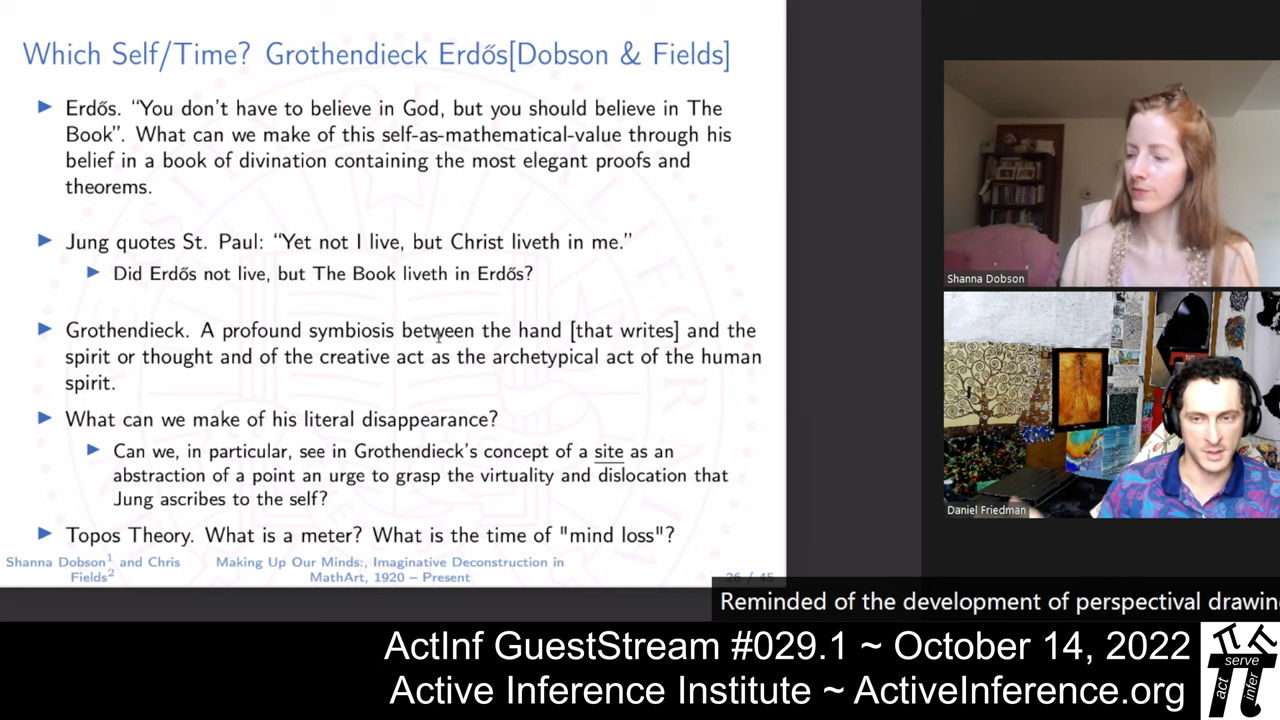 Which Self/Time? Grothendieck Erdős[Dobson & Fields]
Erdős. “You don’t have to believe in God, but you should believe in The
Book”. What can we make of this self-as-mathematical-value through his
belief in a book of divination containing the most elegant proofs and
theorems.
Jung quotes St. Paul: “Yet not I live, but Christ liveth in me.”
Did Erdős not live, but The Book liveth in Erdős?
Grothendieck. A profound symbiosis between the hand [that writes] and the
spirit or thought and of the creative act as the archetypical act of the human
spirit.
What can we make of his literal disappearance?
Can we, in particular, see in Grothendieck’s concept of a site as an
abstraction of a point an urge to grasp the virtuality and dislocation that
Jung ascribes to the self?
Topos Theory. What is a meter? What is the time of "mind loss"?
Shanna Dobson1 and Chris
Fields2
Making Up Our Minds:, Imaginative Deconstruction in
MathArt, 1920 – Present
26 / 45
Shanna Dobson
Daniel Friedman
Reminded of the development of perspectival drawin
ActInf GuestStream #029.1 ~ October 14, 2022
Active Inference Institute ~ ActiveInference.org
serve
act
infer